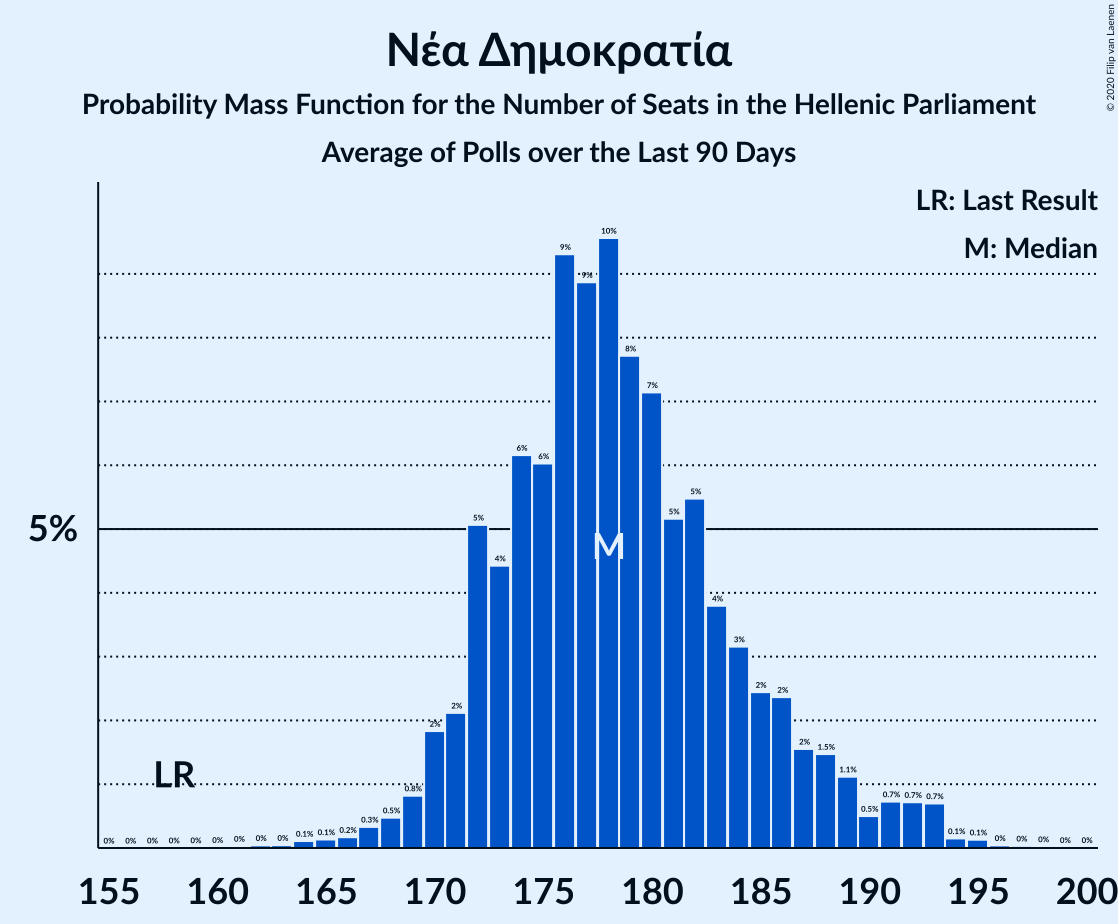 Νέα Δημοκρατία
Probability Mass Function for the Number of Seats in the Hellenic Parliament
Average of Polls over the Last 90 Days
© 2020 Filip van Laenen
LR: Last Result
M: Median
5%
0% 0% 0% 0% 0% 0% 0% 0% 0% 0.1% 0.1% 0.2% 0.3% 0.5% 0.8% 2% 2% 5% 4% 6% 6% 9% 9% 10% 8% 7% 5% 5% 4% 3% 2% 2% 2% 1.5% 1.1% 0.5% 0.7% 0.7% 0.7% 0.1% 0.1% 0% 0% 0% 0% 0%
M
LR
155 160 165 170 175 180 185 190 195 200